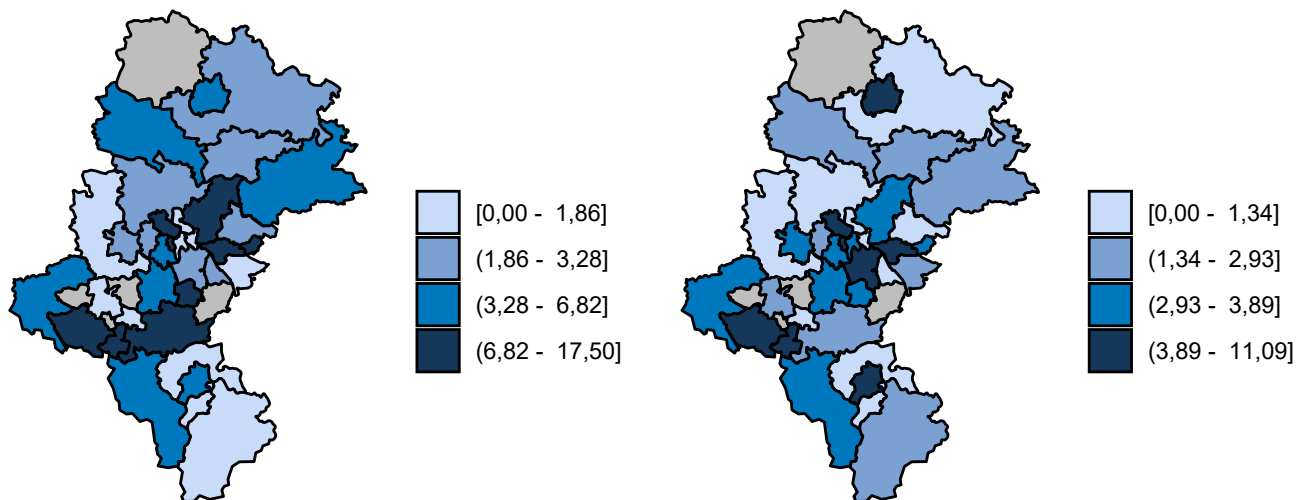 [0,00 - 1,86]
(1,86 - 3,28]
(3,28 - 6,82]
(6,82 - 17,50]
[0,00 - 1,34]
(1,34 - 2,93]
(2,93 - 3,89]
(3,89 - 11,09]